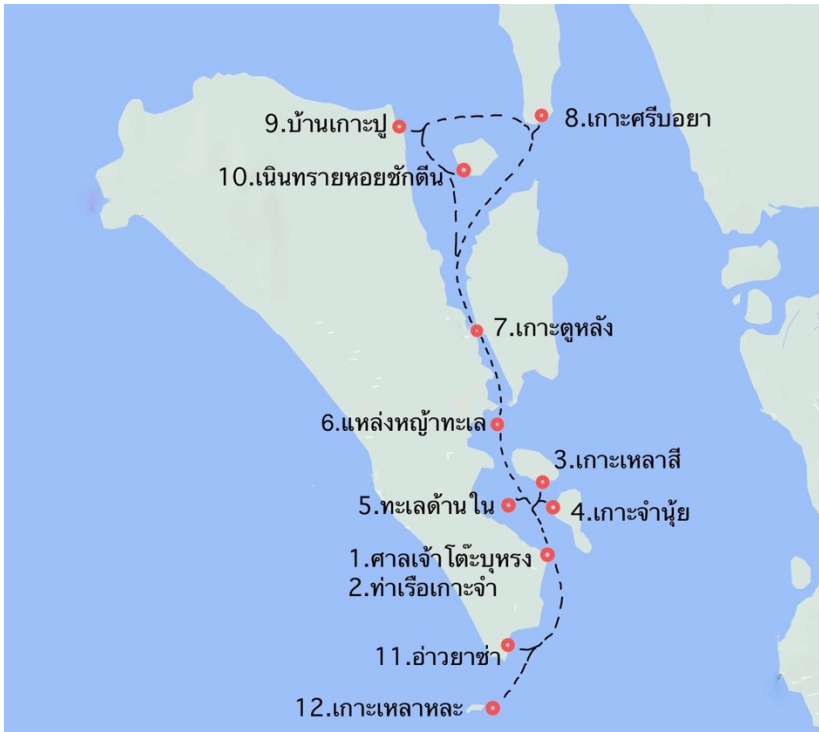 9.บ้านเกาะปู
8.เกาะศรีบอยา
10.เนินทรายหอยชักตีน
7.เกาะตูหลัง
6.แหล่งหญ้าทะเล
3.เกาะเหลาสี
5.ทะเลด้านใน
4.เกาะจำนุ้ย
1.ศาลเจ้าโต๊ะบุหรง
2.ท่าเรือเกาะจำ
11.อ่าวยาซ่า
12.เกาะเหลาหละ